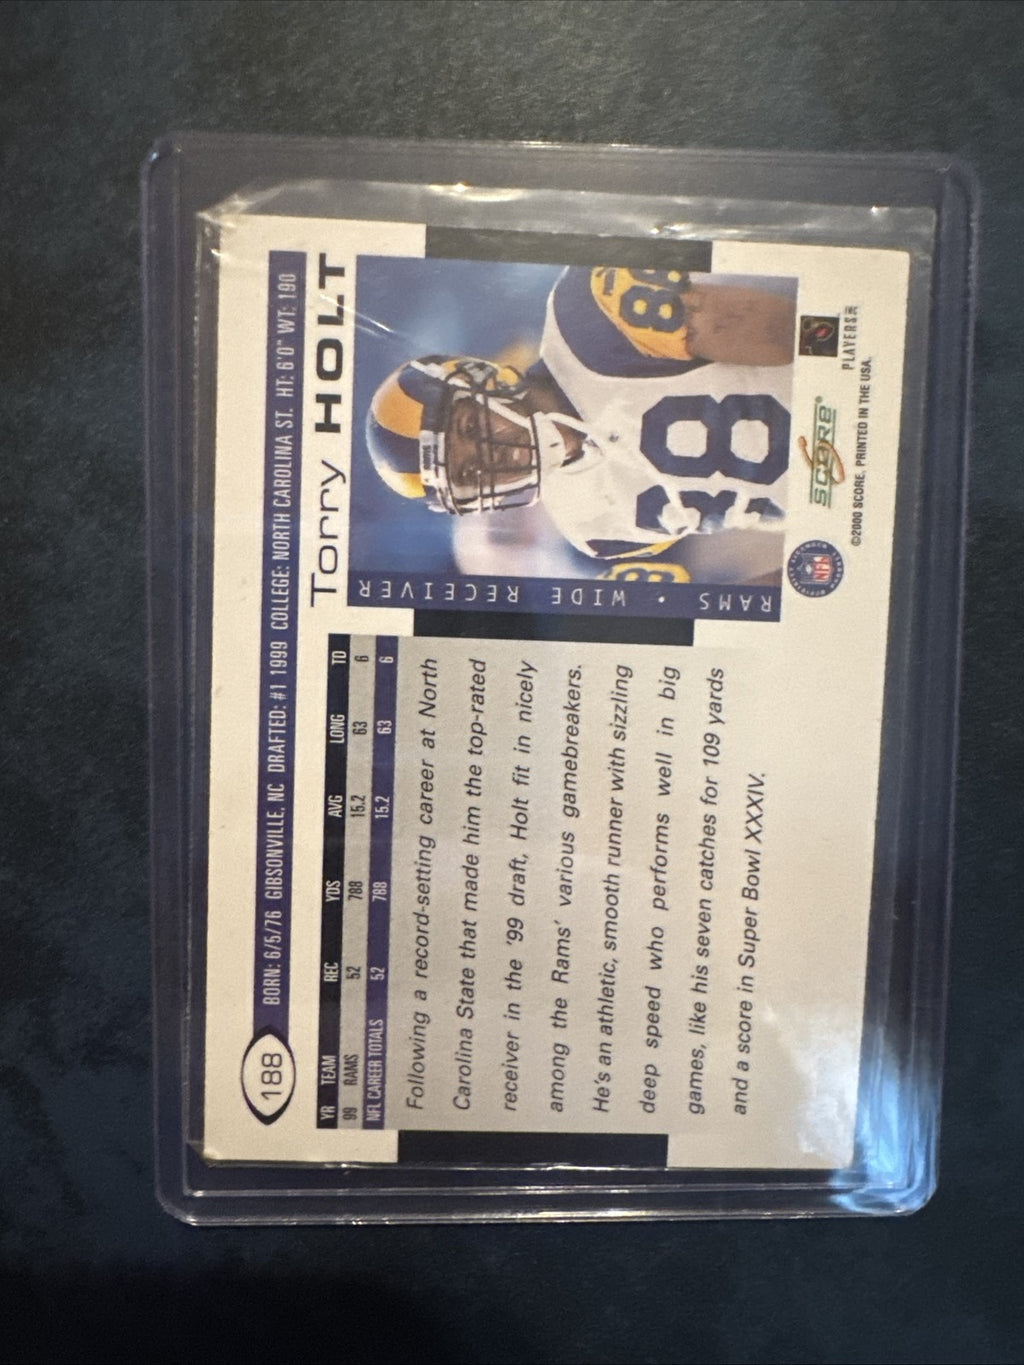 188
BORN: 6/5/76 GIBSONVILLE, NC DRAFTED: #1 1999 COLLEGE: NORTH CAROLINA ST. HT: 6'0" WT: 190
Torry HOLT
YR TEAM REC YDS AVG LONG TD
99 RAMS 52 788 15.2 63 6
NFL CAREER TOTALS 52 788 15.2 63 6
Following a record-setting career at North
Carolina State that made him the top-rated
receiver in the '99 draft, Holt fit in nicely
among the Rams' various gamebreakers.
He's an athletic, smooth runner with sizzling
deep speed who performs well in big
games, like his seven catches for 109 yards
and a score in Super Bowl XXXIV.
RAMS • WIDE RECEIVER
88
88
NFL
SCORE®
PLAYERS INC
©2000 SCORE. PRINTED IN THE USA.